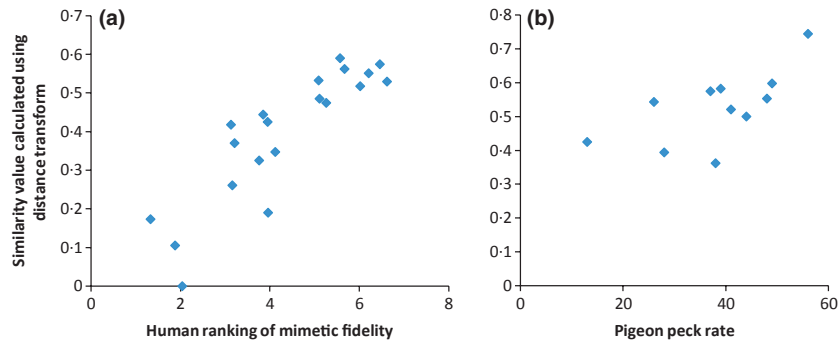 (a)
0·7
0·6
0·5
0·4
0·3
0·2
0·1
0
0 2 4 6 8
Human ranking of mimetic fidelity
Similarity value calculated using
distance transform
(b)
0·8
0·7
0·6
0·5
0·4
0·3
0·2
0·1
0
0 20 40 60
Pigeon peck rate